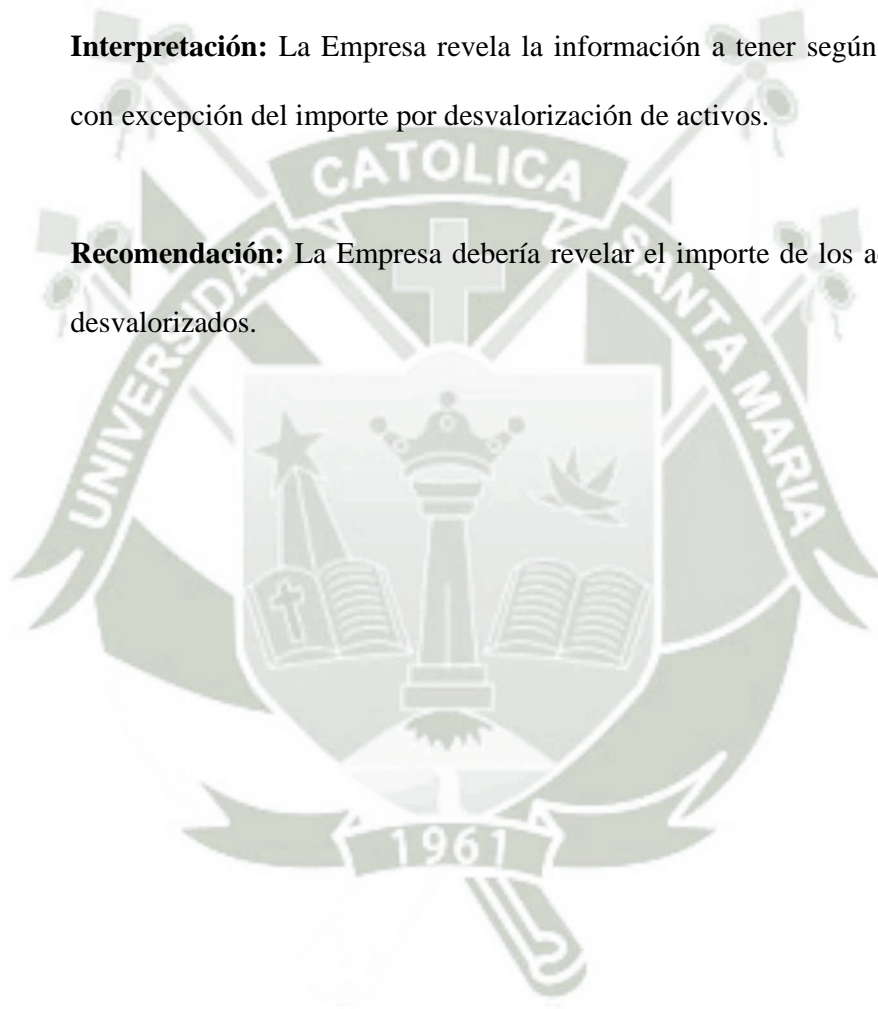 Interpretación: La Empresa revela la información a tener según
con excepción del importe por desvalorización de activos.
CATOLICA
Recomendación: La Empresa debería revelar el importe de los
desvalorizados.
UNIVERSIDAD
SANTA MARIA
1961